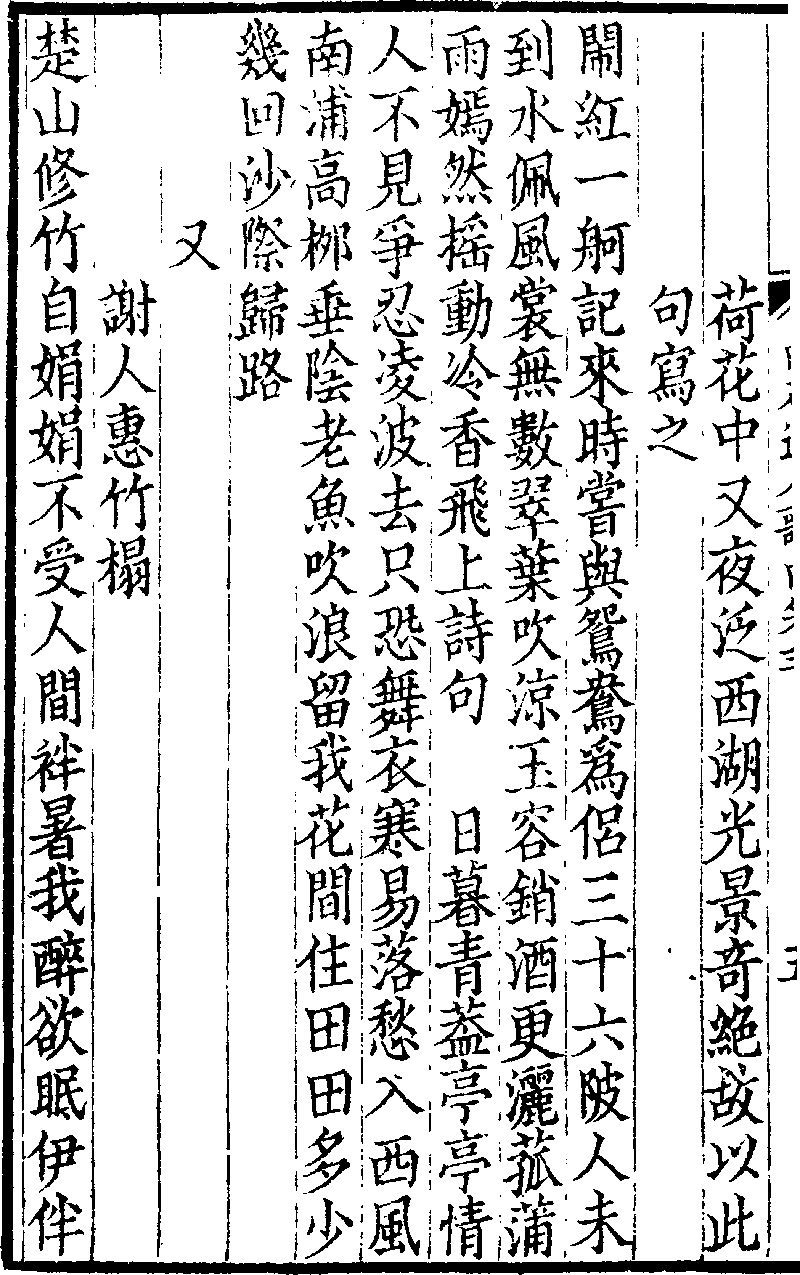 荷花中又夜泛西湖光景奇絶故以此
句寫之
鬧紅一舸記來時嘗與鴛鴦爲侶三十六陂人未
到水佩風裳無數翠葉吹涼玉容銷酒更灑菰蒲
雨嫣然搖動冷香飛上詩句　日暮青葢亭亭情
人不見爭忍凌波去只恐舞衣寒易落愁入西風
南浦高桺垂陰老魚吹浪留我花間住田田多少
幾回沙際歸路
又
謝人惠竹榻
楚山修竹自娟娟不受人間袢暑我醉欲眠伊伴